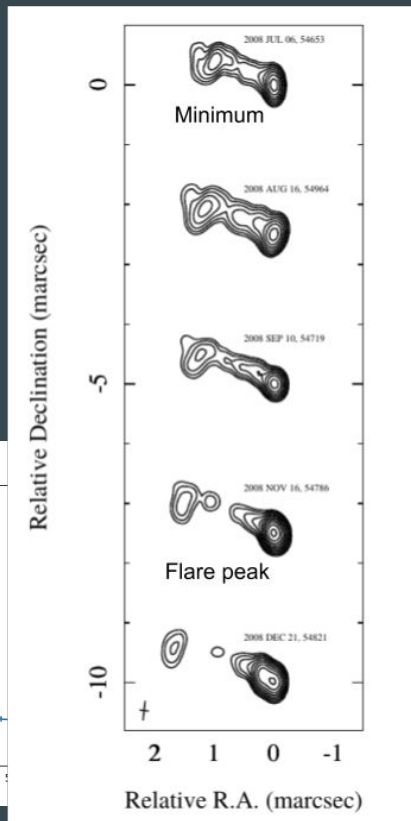 2008 JUL 06, 54653
0
Minimum
2008 AUG 16, 54964
2008 SEP 10, 54719
-5
2008 NOV 16, 54786
Flare peak
2008 DEC 21, 54821
-10
2 1 0 -1
Relative R.A. (marcsec)
Relative Declination (marcsec)